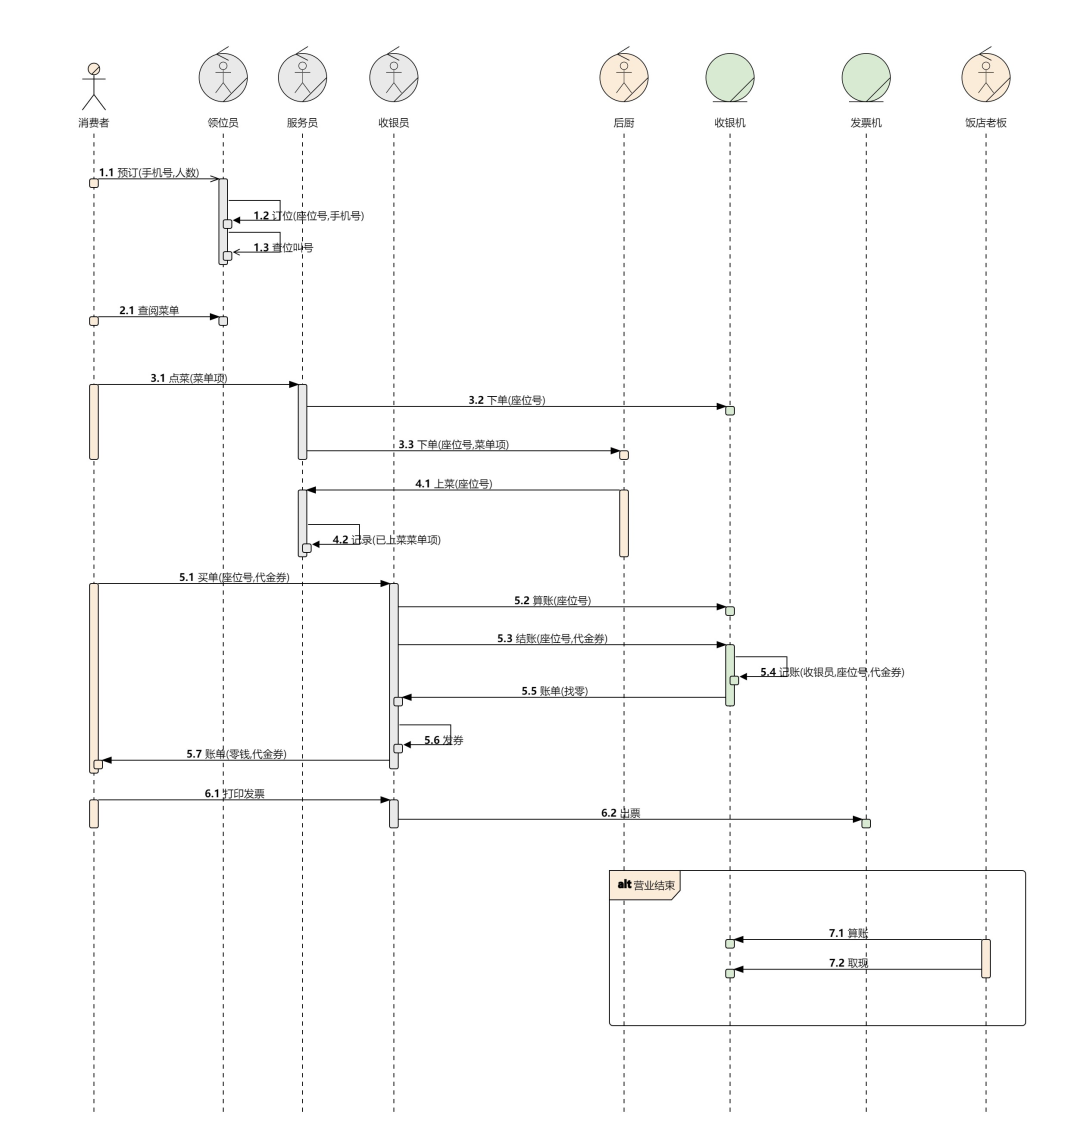 消费者
领位员
服务员
收银员
后厨
收银机
发票机
饭店老板
1.1 预订(手机号,人数)
1.2 订位(座位号,手机号)
1.3 查位叫号
2.1 查阅菜单
3.1 点菜(菜单项)
3.2 下单(座位号)
3.3 下单(座位号,菜单项)
4.1 上菜(座位号)
4.2 记录(已上菜菜单项)
5.1 买单(座位号,代金券)
5.2 算账(座位号)
5.3 结账(座位号,代金券)
5.4 记账(收银员,座位号,代金券)
5.5 账单(找零)
5.6 发券
5.7 账单(零钱,代金券)
6.1 打印发票
6.2 出票
alt 营业结束
7.1 算账
7.2 取现